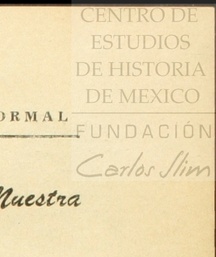 CENTRO DE
ESTUDIOS
DE HISTORIA
DE MEXICO
ORMAL
FUNDACIÓN
Carlos Slim
Nuestra